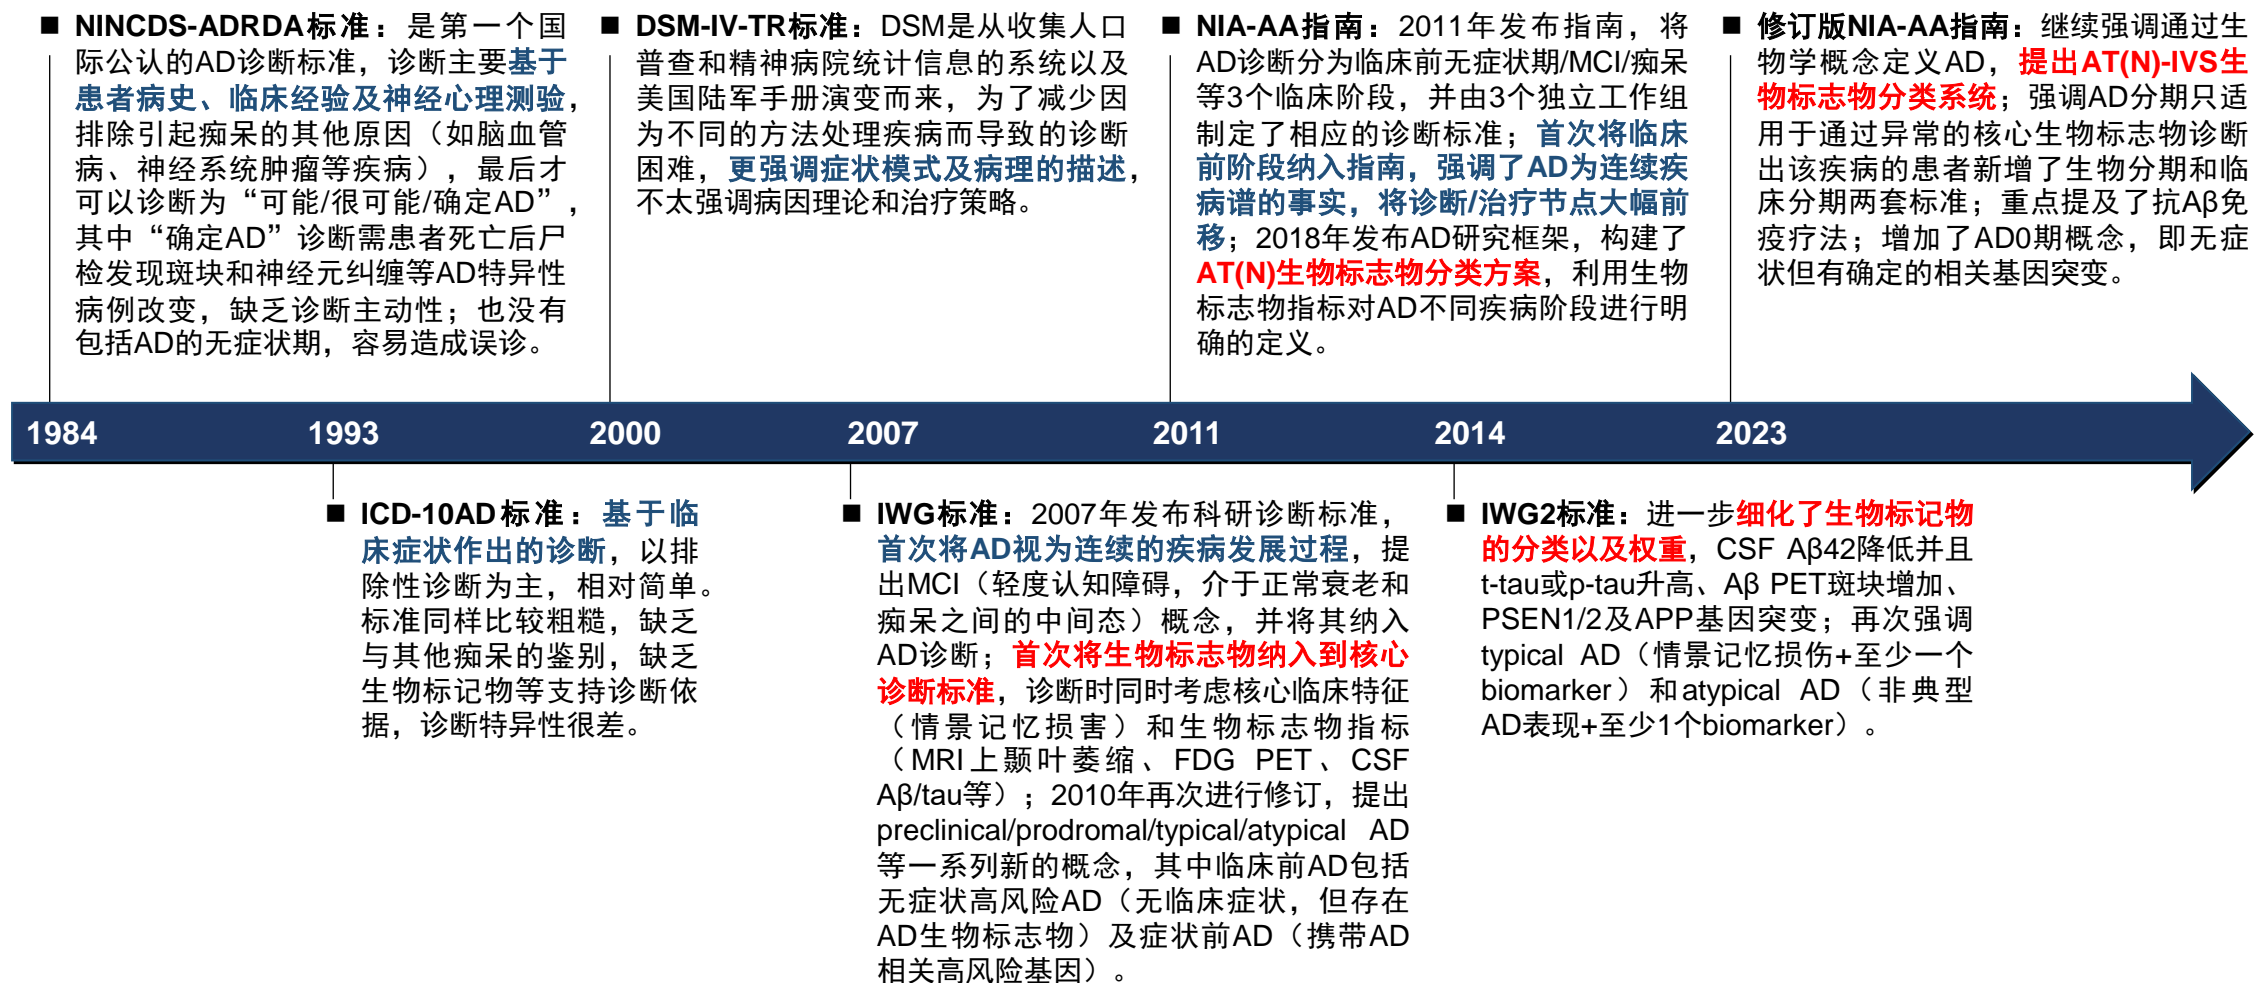 ■ NINCDS-ADRDA标准：是第一个国
际公认的AD诊断标准，诊断主要基于
患者病史、临床经验及神经心理测验，
排除引起痴呆的其他原因（如脑血管
病、神经系统肿瘤等疾病），最后才
可以诊断为“可能/很可能/确定AD”，
其中“确定AD”诊断需患者死亡后尸
检发现斑块和神经元纠缠等AD特异性
病例改变，缺乏诊断主动性；也没有
包括AD的无症状期，容易造成误诊。
■ DSM-IV-TR标准：DSM是从收集人口
普查和精神病院统计信息的系统以及
美国陆军手册演变而来，为了减少因
为不同的方法处理疾病而导致的诊断
困难，更强调症状模式及病理的描述，
不太强调病因理论和治疗策略。
■ NIA-AA指南：2011年发布指南，将
AD诊断分为临床前无症状期/MCI/痴呆
等3个临床阶段，并由3个独立工作组
制定了相应的诊断标准；首次将临床
前阶段纳入指南，强调了AD为连续疾
病谱的事实，将诊断/治疗节点大幅前
移；2018年发布AD研究框架，构建了
AT(N)生物标志物分类方案，利用生物
标志物指标对AD不同疾病阶段进行明
确的定义。
■ 修订版NIA-AA指南：继续强调通过生
物学概念定义AD，提出AT(N)-IVS生
物标志物分类系统；强调AD分期只适
用于通过异常的核心生物标志物诊断
出该疾病的患者新增了生物分期和临
床分期两套标准；重点提及了抗Aβ免
疫疗法；增加了AD0期概念，即无症
状但有确定的相关基因突变。
1984 1993 2000 2007 2011 2014 2023
■ ICD-10AD标准：基于临
床症状作出的诊断，以排
除性诊断为主，相对简单。
标准同样比较粗糙，缺乏
与其他痴呆的鉴别，缺乏
生物标记物等支持诊断依
据，诊断特异性很差。
■ IWG标准：2007年发布科研诊断标准，
首次将AD视为连续的疾病发展过程，提
出MCI（轻度认知障碍，介于正常衰老和
痴呆之间的中间态）概念，并将其纳入
AD诊断；首次将生物标志物纳入到核心
诊断标准，诊断时同时考虑核心临床特征
（情景记忆损害）和生物标志物指标
（MRI上颞叶萎缩、FDG PET、CSF
Aβ/tau等）；2010年再次进行修订，提出
preclinical/prodromal/typical/atypical AD
等一系列新的概念，其中临床前AD包括
无症状高风险AD（无临床症状，但存在
AD生物标志物）及症状前AD（携带AD
相关高风险基因）。
■ IWG2标准：进一步细化了生物标记物
的分类以及权重，CSF Aβ42降低并且
t-tau或p-tau升高、Aβ PET斑块增加、
PSEN1/2及APP基因突变；再次强调
typical AD（情景记忆损伤+至少一个
biomarker）和atypical AD（非典型
AD表现+至少1个biomarker）。